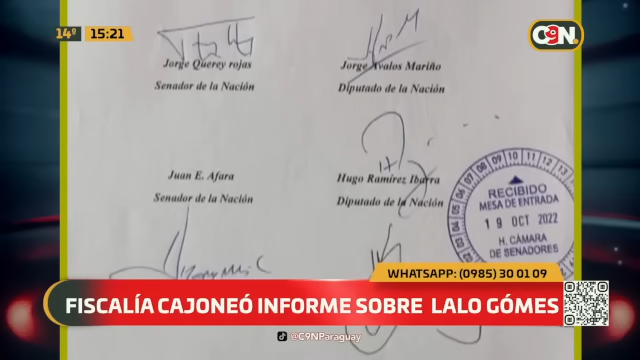 14º 15:21
C9N
Jorge Querey rojas
Senador de la Nación
Jorge Avalos Mariño
Diputado de la Nación
Juan E. Afara
Senador de la Nación
Hugo Ramírez Ibarra
Diputado de la Nación
RECIBIDO
MESA DE ENTRADA
19 OCT 2022
H. CÁMARA
DE SENADORES
WHATSAPP: (0985) 30 01 09
FISCALÍA CAJONEÓ INFORME SOBRE LALO GÓMES
@C9NParaguay